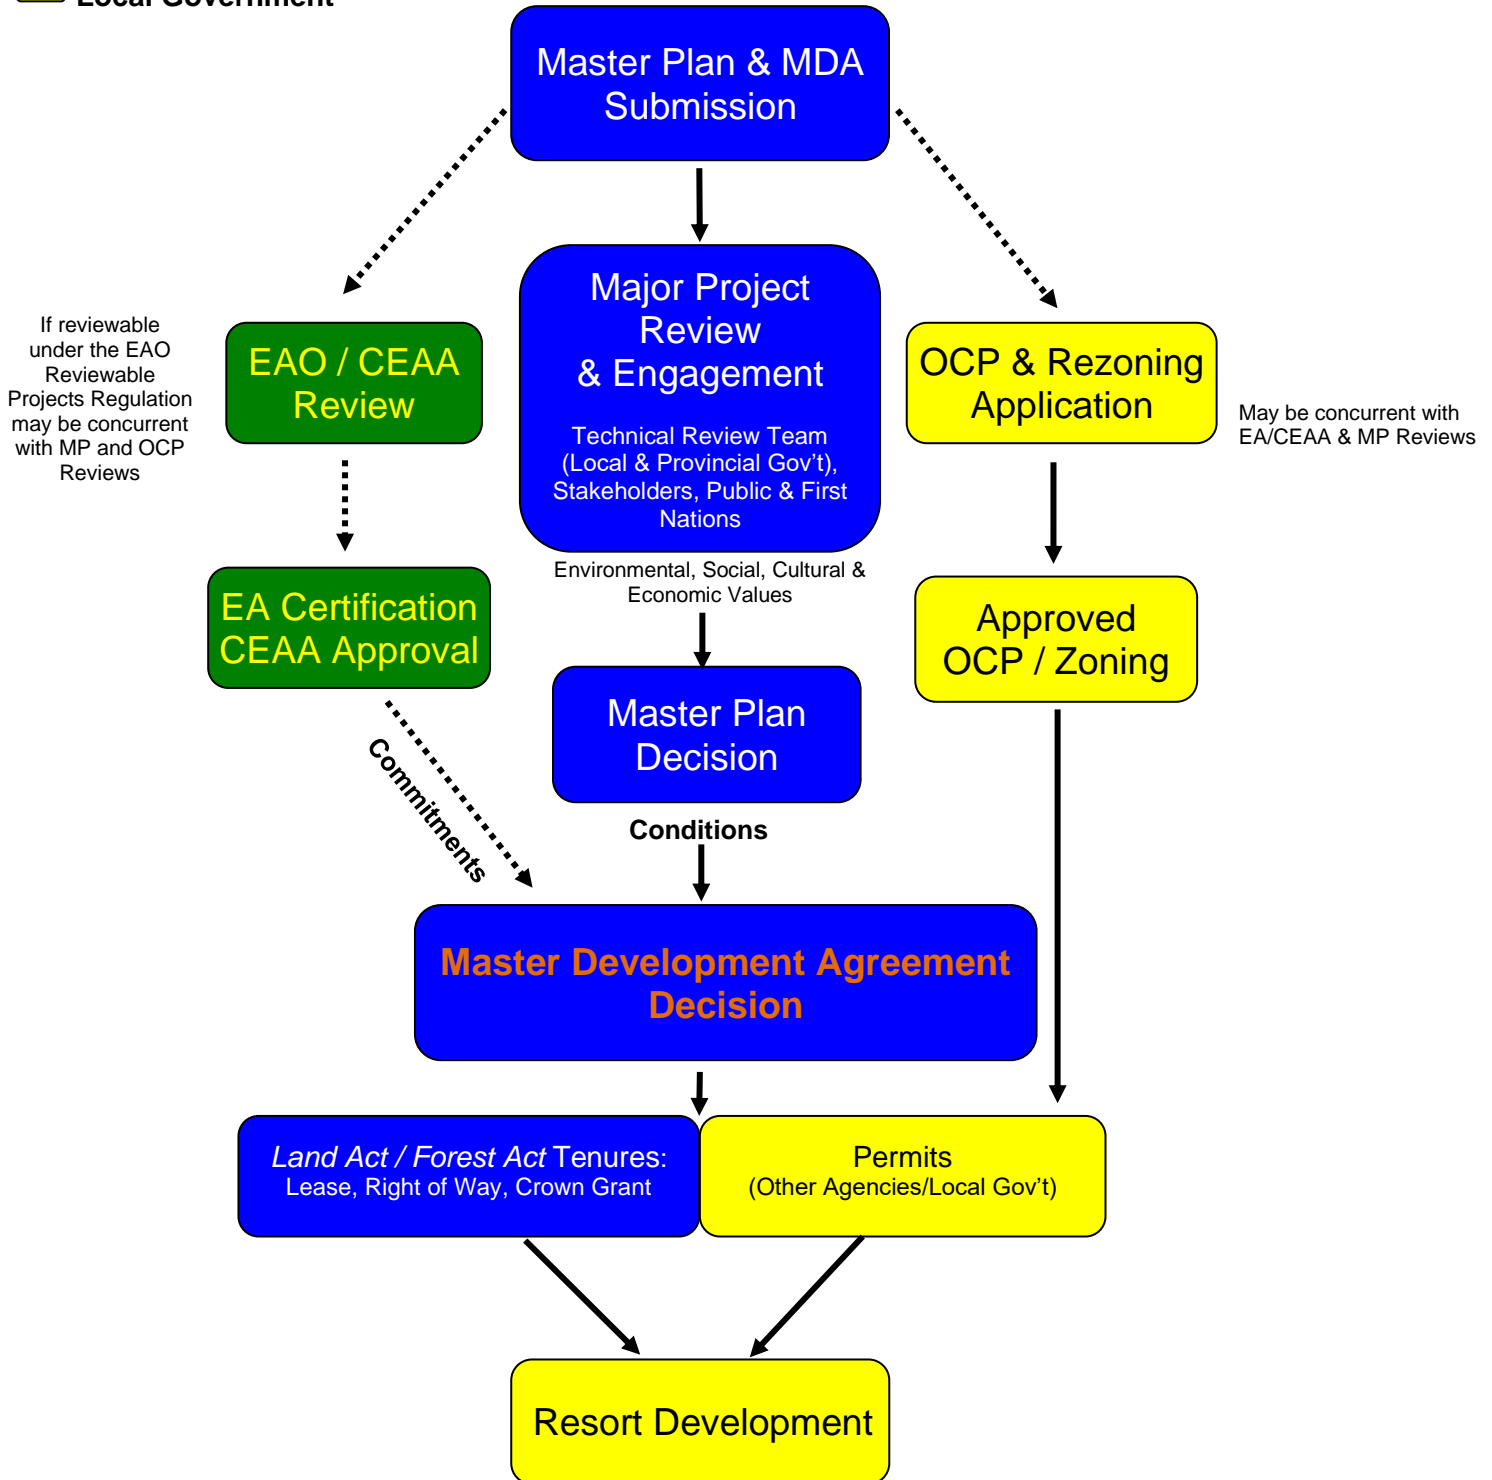 Local Government
Master Plan & MDA
Submission
Major Project
Review
& Engagement
Technical Review Team
(Local & Provincial Gov’t),
Stakeholders, Public & First
Nations
If reviewable
under the EAO
Reviewable
Projects Regulation
may be concurrent
with MP and OCP
Reviews
EAO / CEAA
Review
OCP & Rezoning
Application
May be concurrent with
EA/CEAA & MP Reviews
Environmental, Social, Cultural &
Economic Values
EA Certification
CEAA Approval
Approved
OCP / Zoning
Master Plan
Decision
Commitments
Conditions
Master Development Agreement
Decision
Land Act / Forest Act Tenures:
Lease, Right of Way, Crown Grant
Permits
(Other Agencies/Local Gov’t)
Resort Development